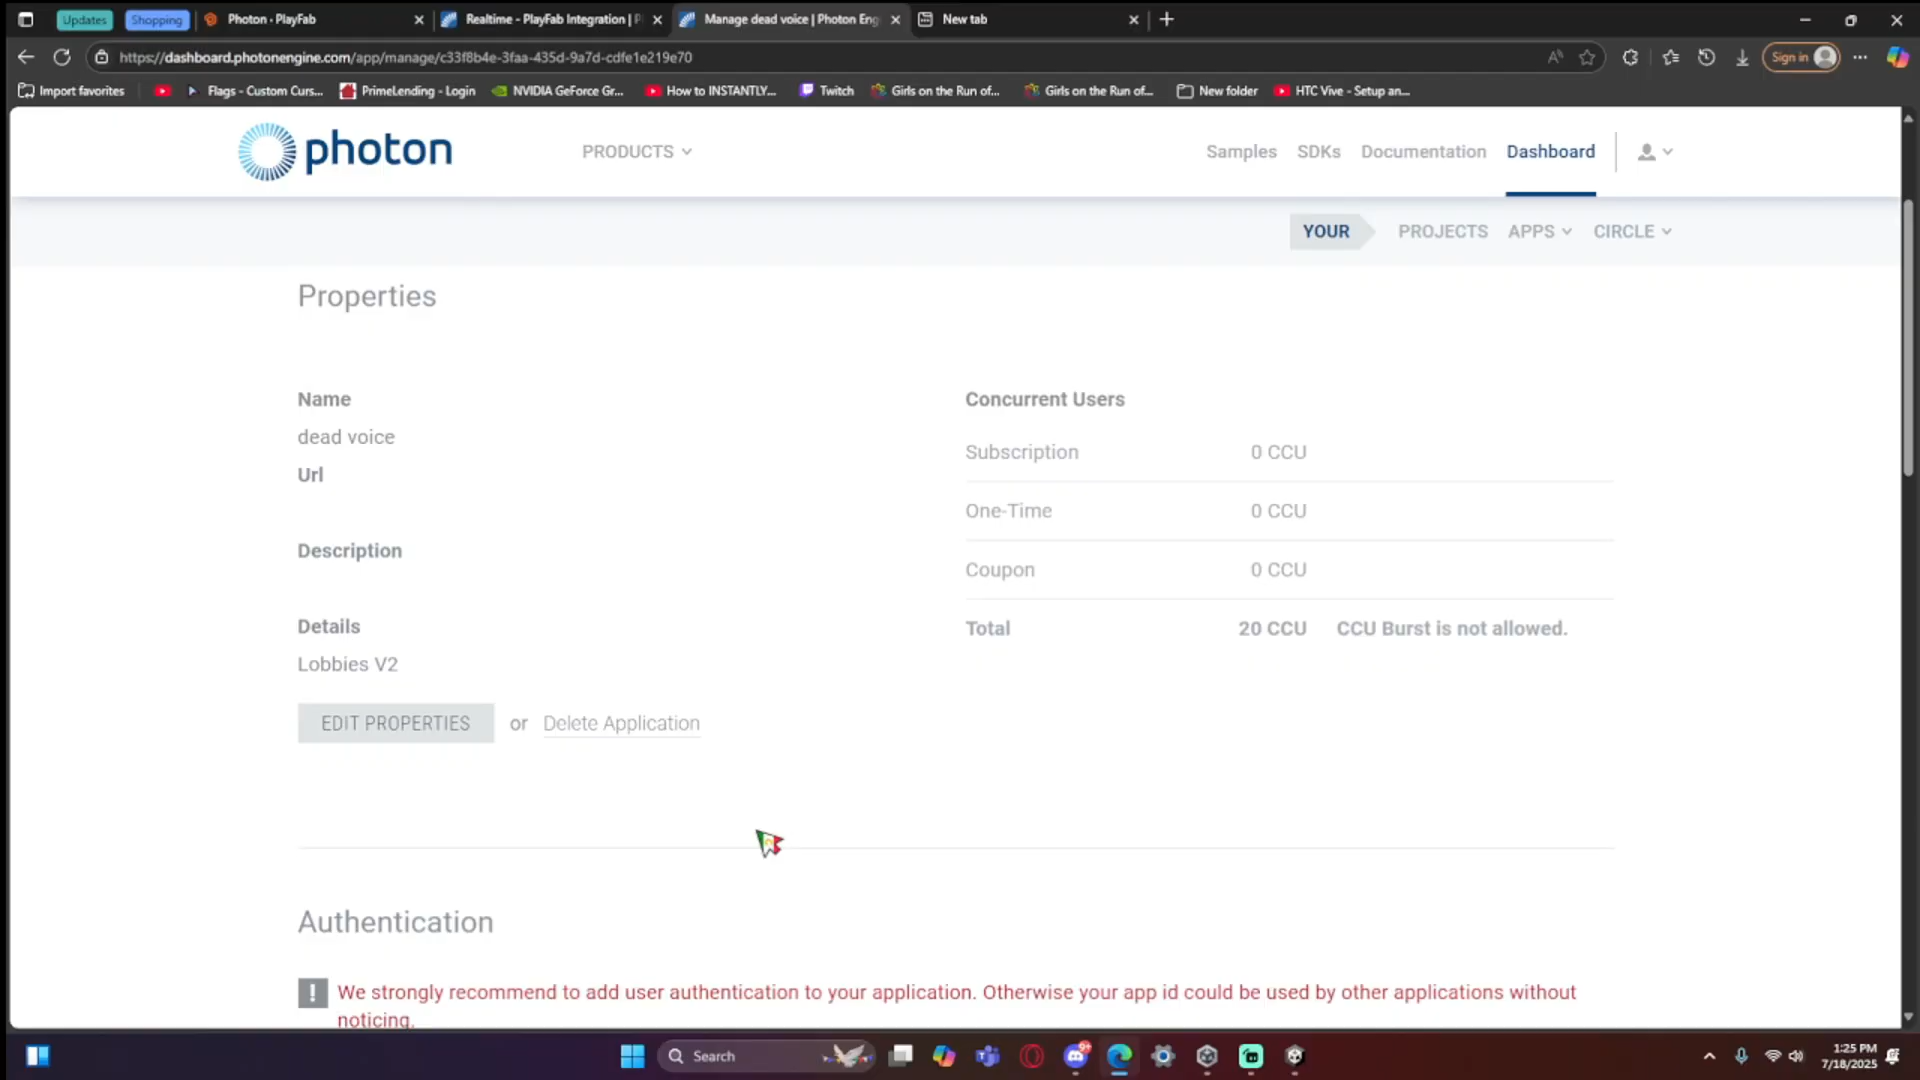 Updates
Shopping
Photon - PlayFab
Realtime - PlayFab Integration | P
Manage dead voice | Photon Eng
New tab
https://dashboard.photonengine.com/app/manage/c33f8b4e-3faa-435d-9a7d-cdfe1e219e70
Sign in
Import favorites
Flags - Custom Curs...
PrimeLending - Login
NVIDIA GeForce Gr...
How to INSTANTLY...
Twitch
Girls on the Run of...
Girls on the Run of...
New folder
HTC Vive - Setup an...
photon
PRODUCTS
Samples
SDKs
Documentation
Dashboard
YOUR
PROJECTS
APPS
CIRCLE
Properties
Name
dead voice
Url
Description
Details
Lobbies V2
EDIT PROPERTIES or Delete Application
Concurrent Users
Subscription 0 CCU
One-Time 0 CCU
Coupon 0 CCU
Total 20 CCU CCU Burst is not allowed.
Authentication
! We strongly recommend to add user authentication to your application. Otherwise your app id could be used by other applications without
noticing.
Search
9+
1:25 PM
7/18/2025